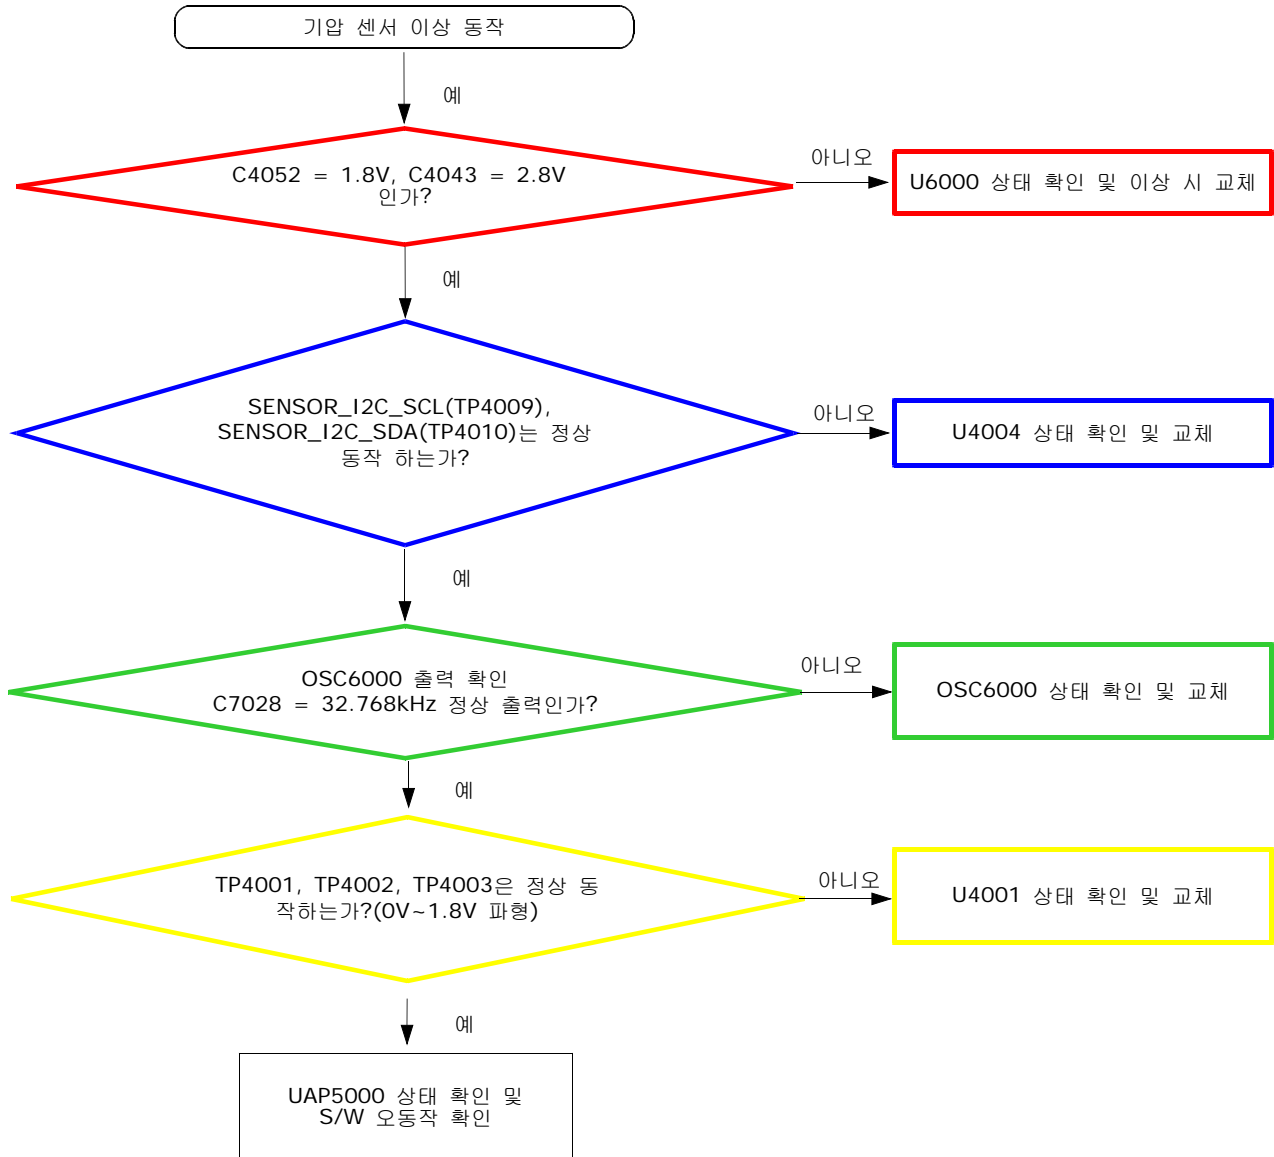 기압 센서 이상 동작
예
C4052 = 1.8V, C4043 = 2.8V
인가?
아니오
U6000 상태 확인 및 이상 시 교체
예
SENSOR_I2C_SCL(TP4009),
SENSOR_I2C_SDA(TP4010)는 정상
동작 하는가?
아니오
U4004 상태 확인 및 교체
예
OSC6000 출력 확인
C7028 = 32.768kHz 정상 출력인가?
아니오
OSC6000 상태 확인 및 교체
예
TP4001, TP4002, TP4003은 정상 동
작하는가?(0V~1.8V 파형)
아니오
U4001 상태 확인 및 교체
예
UAP5000 상태 확인 및
S/W 오동작 확인